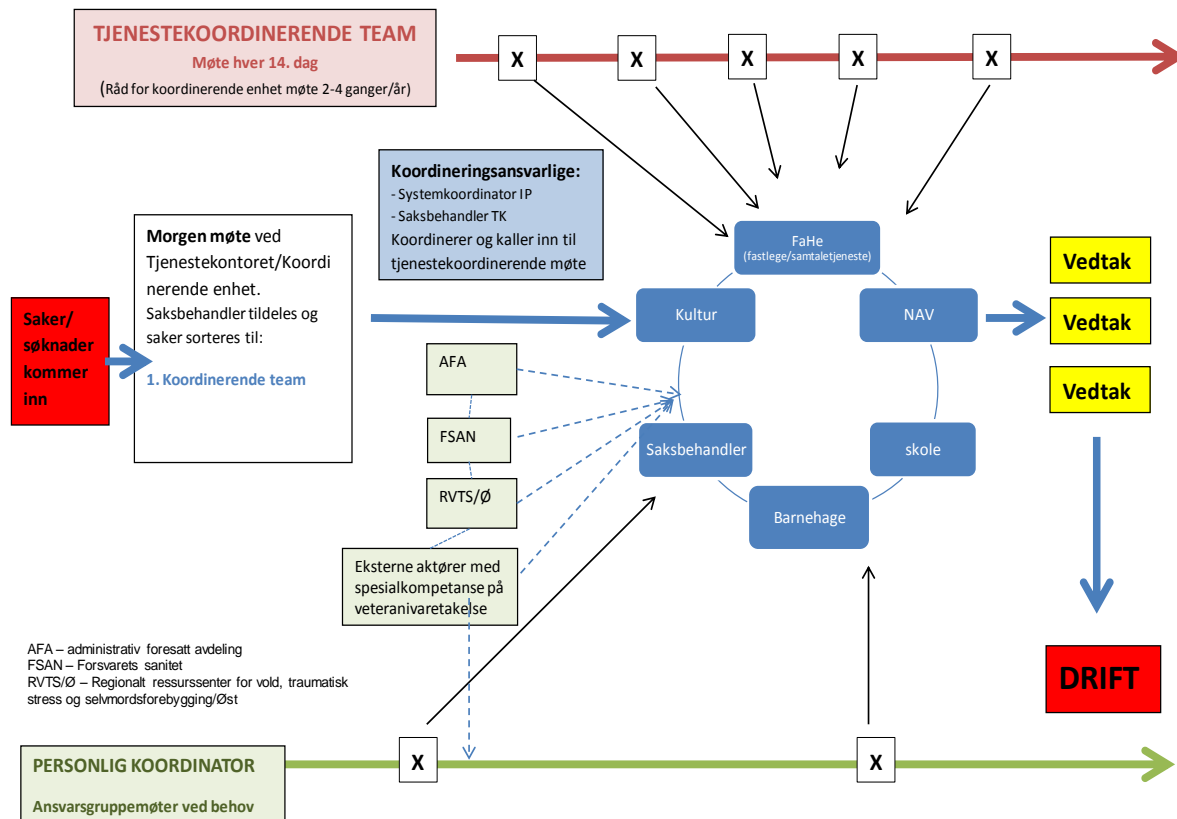 TJENESTEKOORDINERENDE TEAM
Møte hver 14. dag
(Råd for koordinerende enhet møte 2-4 ganger/år)
X
X
X
X
X
Koordineringsansvarlige:
- Systemkoordinator IP
- Saksbehandler TK
Koordinerer og kaller inn til
tjenestekoordinerende møte
Morgen møte ved
Tjenestekontoret/Koordi
nerende enhet.
Saksbehandler tildeles og
saker sorteres til:
1. Koordinerende team
Saker/
søknader
kommer
inn
FaHe
(fastlege/samtaletjeneste)
Kultur
NAV
Saksbehandler
skole
Barnehage
Vedtak
Vedtak
Vedtak
AFA
FSAN
RVTS/Ø
Eksterne aktører med
spesialkompetanse på
veteranivaretakelse
DRIFT
AFA – administrativ foresatt avdeling
FSAN – Forsvarets sanitet
RVTS/Ø – Regionalt ressurssenter for vold, traumatisk
stress og selvmordsforebygging/Øst
PERSONLIG KOORDINATOR
Ansvarsgruppemøter ved behov
X
X